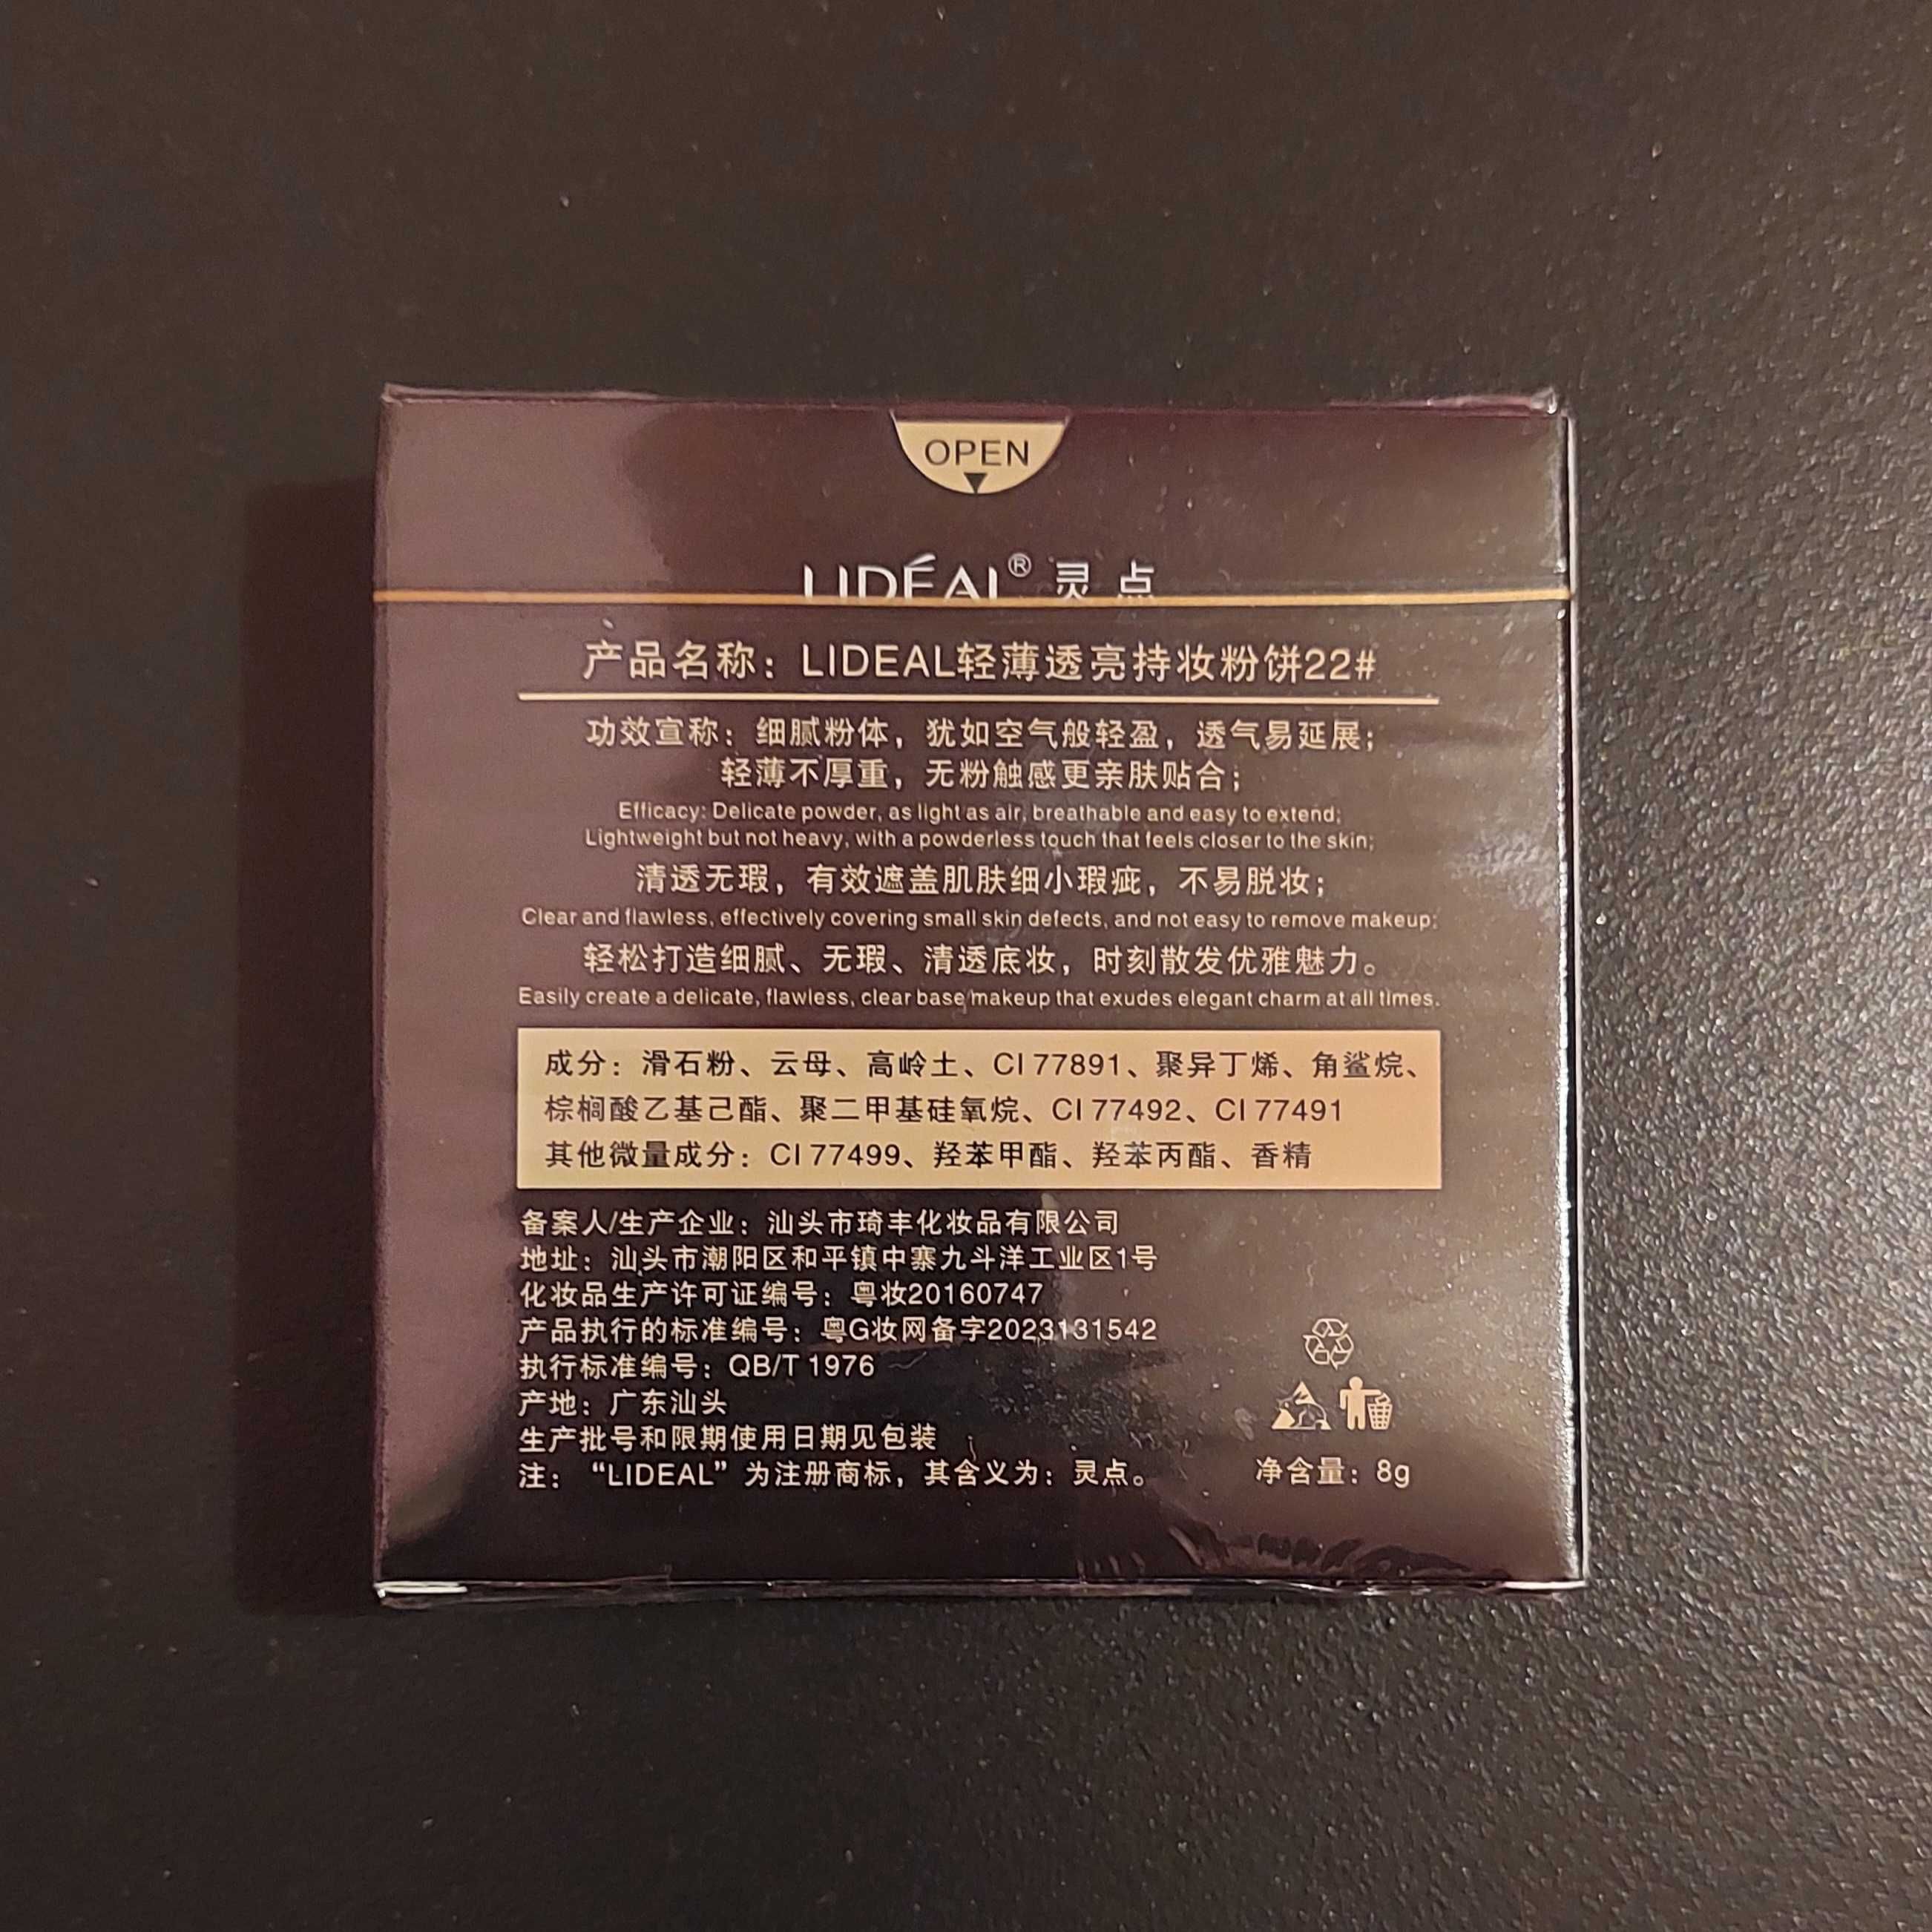 OPEN
LIDÉAL® 灵点
产品名称：LIDEAL轻薄透亮持妆粉饼22#
功效宣称：细腻粉体，犹如空气般轻盈，透气易延展；
轻薄不厚重，无粉触感更亲肤贴合；
Efficacy: Delicate powder, as light as air, breathable and easy to extend;
Lightweight but not heavy, with a powderless touch that feels closer to the skin;
清透无瑕，有效遮盖肌肤细小瑕疵，不易脱妆；
Clear and flawless, effectively covering small skin defects, and not easy to remove makeup;
轻松打造细腻、无瑕、清透底妆，时刻散发优雅魅力。
Easily create a delicate, flawless, clear base makeup that exudes elegant charm at all times.
成分：滑石粉、云母、高岭土、CI 77891、聚异丁烯、角鲨烷、
棕榈酸乙基己酯、聚二甲基硅氧烷、CI 77492、CI 77491
其他微量成分：CI 77499、羟苯甲酯、羟苯丙酯、香精
备案人/生产企业：汕头市琦丰化妆品有限公司
地址：汕头市潮阳区和平镇中寨九斗洋工业区1号
化妆品生产许可证编号：粤妆20160747
产品执行的标准编号：粤G妆网备字2023131542
执行标准编号：QB/T 1976
产地：广东汕头
生产批号和限期使用日期见包装
注：“LIDEAL”为注册商标，其含义为：灵点。
净含量：8g